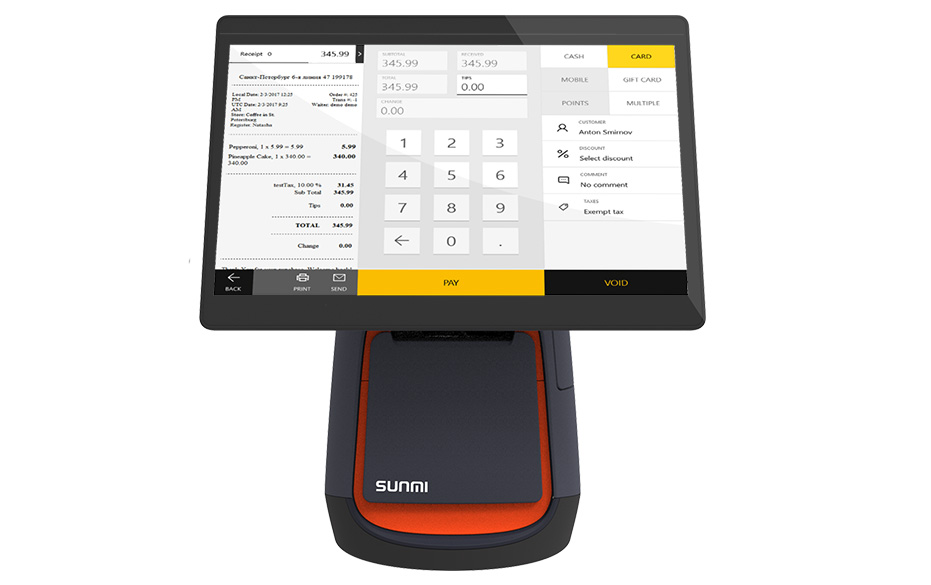 Receipt 0 345.99 >
Санкт-Петербург 6-я линия 47 199178
Local Date: 2/3/2017 12:25 PM Order #: 425
UTC Date: 2/3/2017 9:25 AM Trans #: -1
Store: Coffee in St. Petersburg Waiter: demo demo
Register: Natasha
Pepperoni, 1 x 5.99 = 5.99 5.99
Pineapple Cake, 1 x 340.00 = 340.00 340.00
testTax, 10.00 % 31.45
Sub Total 345.99
Tips 0.00
TOTAL 345.99
Change 0.00
BACK
PRINT
SEND
SUBTOTAL
345.99
RECEIVED
345.99
TOTAL
345.99
TIPS
0.00
CHANGE
0.00
1 2 3
4 5 6
7 8 9
← 0 .
PAY
CASH CARD
MOBILE GIFT CARD
POINTS MULTIPLE
CUSTOMER
Anton Smirnov
DISCOUNT
% Select discount
COMMENT
No comment
TAXES
Exempt tax
VOID
SUNMI